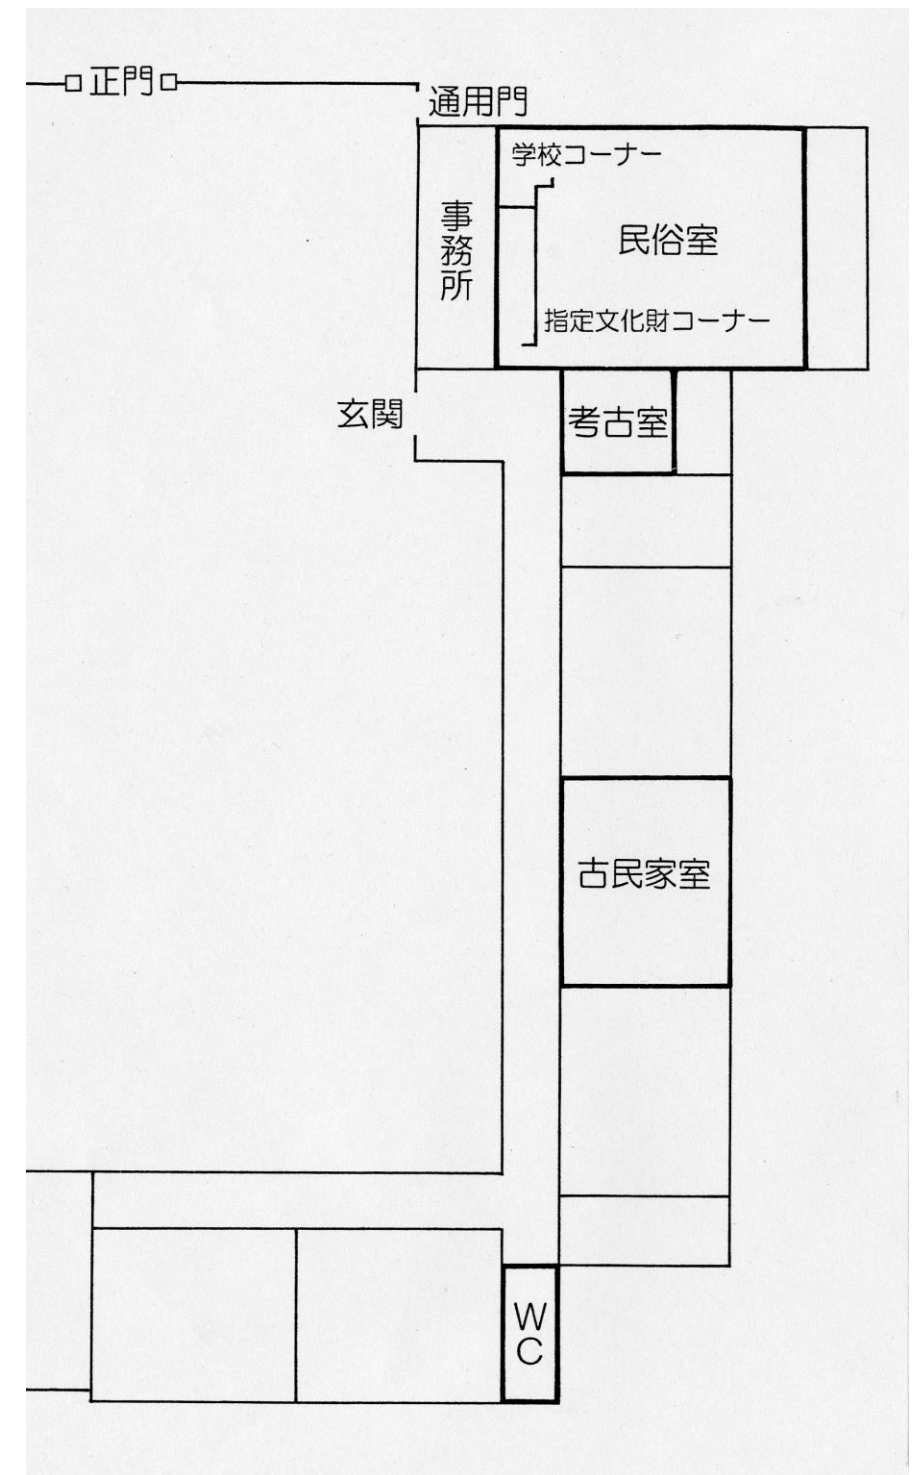 正門
通用門
学校コーナー
事務所
民俗室
指定文化財コーナー
玄関
考古室
古民家室
WC